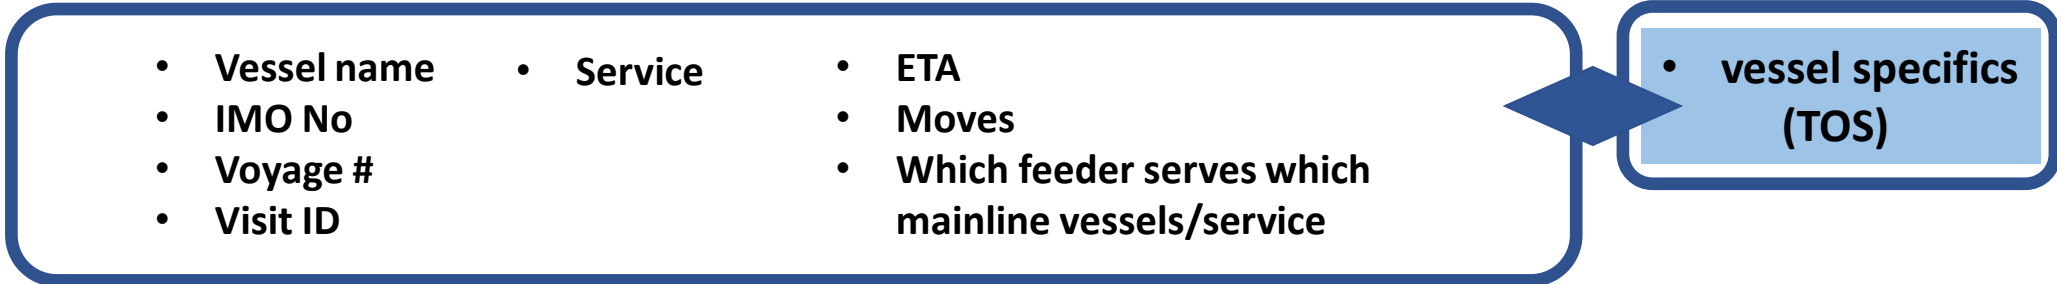 • Vessel name
• IMO No
• Voyage #
• Visit ID
• Service
• ETA
• Moves
• Which feeder serves which
mainline vessels/service
• vessel specifics
(TOS)